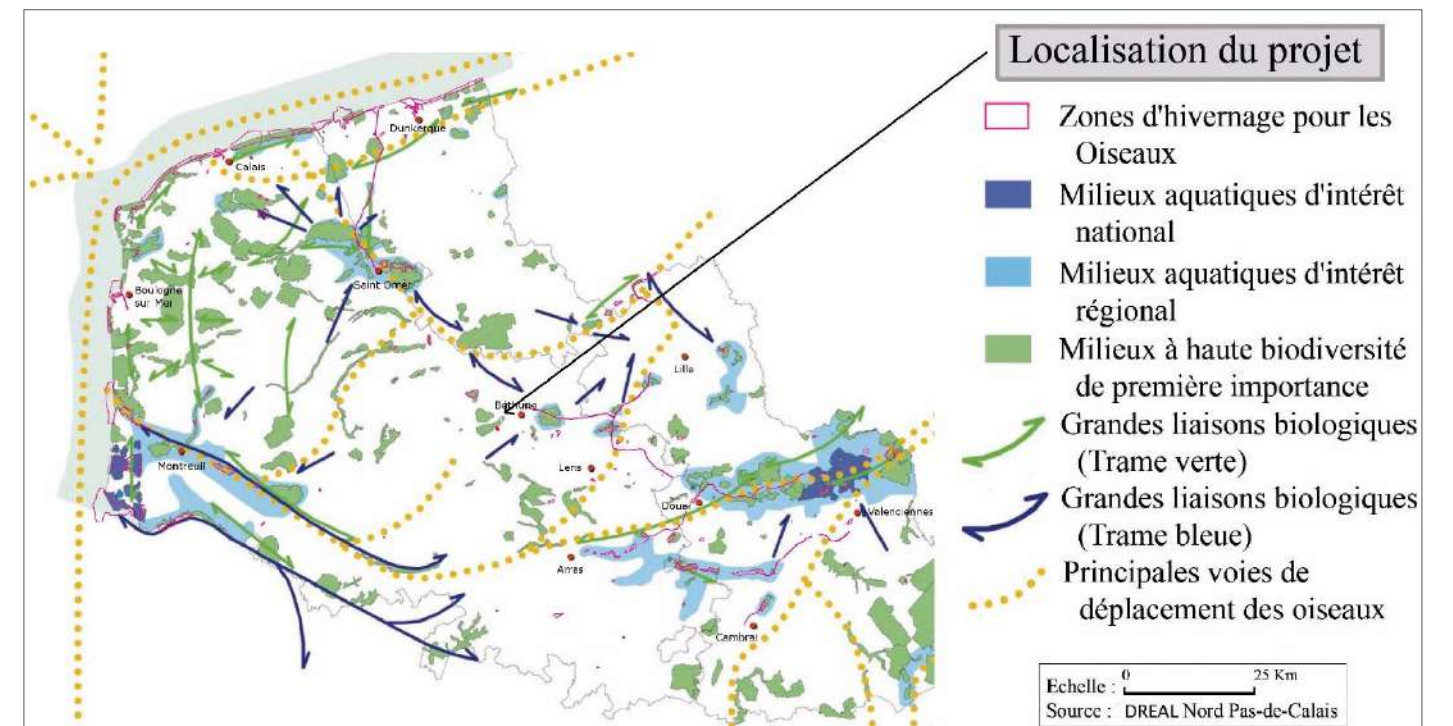 Localisation du projet
Zones d'hivernage pour les
Oiseaux
Milieux aquatiques d'intérêt
national
Milieux aquatiques d'intérêt
régional
Milieux à haute biodiversité
de première importance
Grandes liaisons biologiques
(Trame verte)
Grandes liaisons biologiques
(Trame bleue)
Principales voies de
déplacement des oiseaux
Echelle : 0 25 Km
Source : DREAL Nord Pas-de-Calais
Dunkerque
Calais
Saint Omer
Boulogne
sur Mer
Lille
Béthune
Montreuil
Lens
Douai
Valenciennes
Arras
Cambrai